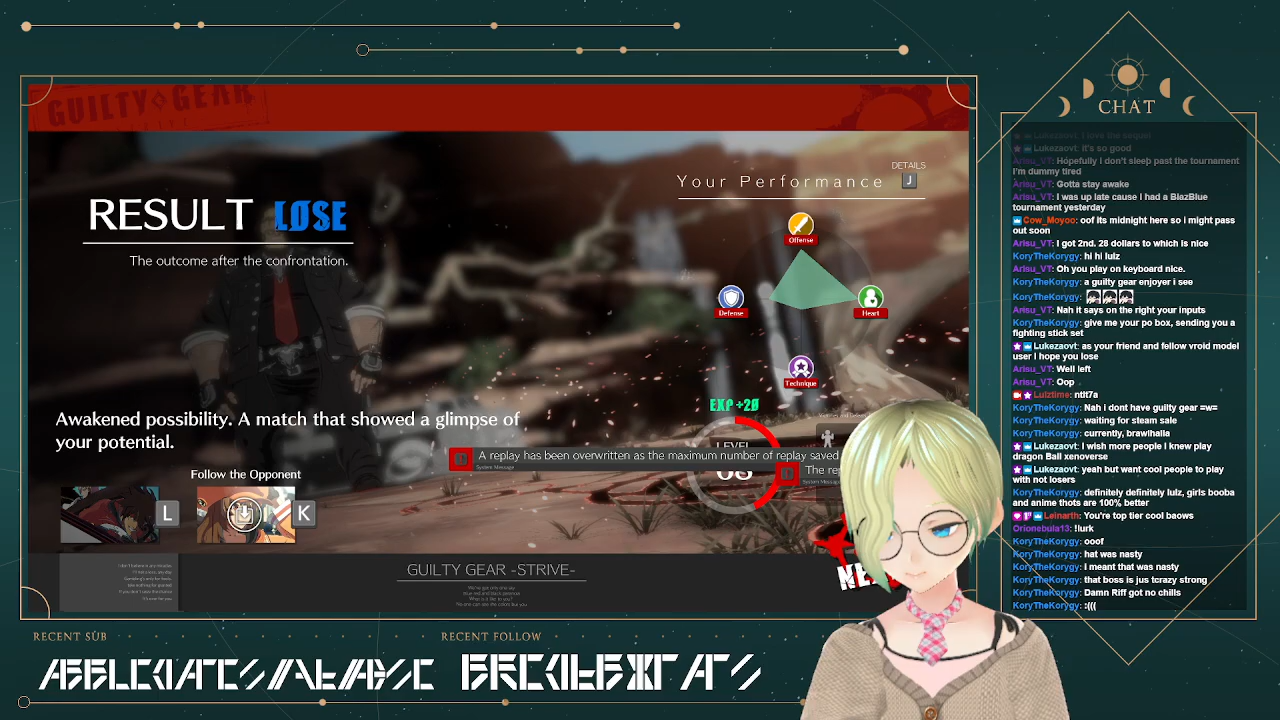 GUILTY GEAR
RESULT LOSE
The outcome after the confrontation.
DETAILS
Your Performance J
Offense
Defense
Heart
Technique
EXP +20
LEVEL
Awakened possibility. A match that showed a glimpse of
your potential.
A replay has been overwritten as the maximum number of replay saved
System Message
The re
System Message
Follow the Opponent
L
K
GUILTY GEAR -STRIVE-
RECENT SUB
RECENT FOLLOW
CHAT
Lukezaovt: i love the sequel
Lukezaovt: it's so good
Arisu_VT: Hopefully I don't sleep past the tournament
I'm dummy tired
Arisu_VT: Gotta stay awake
Arisu_VT: I was up late cause I had a BlazBlue
tournament yesterday
Cow_Moyoo: oof its midnight here so i might pass
out soon
Arisu_VT: I got 2nd. 28 dollars to which is nice
KoryTheKorygy: hi hi lulz
Arisu_VT: Oh you play on keyboard nice.
KoryTheKorygy: a guilty gear enjoyer i see
KoryTheKorygy:
Arisu_VT: Nah it says on the right your inputs
KoryTheKorygy: give me your po box, sending you a
fighting stick set
Lukezaovt: as your friend and fellow vroid model
user i hope you lose
Arisu_VT: Well left
Arisu_VT: Oop
Lulztime: ntit7a
KoryTheKorygy: Nah i dont have guilty gear =w=
KoryTheKorygy: waiting for steam sale
KoryTheKorygy: currently, brawlhalla
Lukezaovt: I wish more people I knew play
dragon Ball xenoverse
Lukezaovt: yeah but want cool people to play
with not losers
KoryTheKorygy: definitely definitely lulz, girls booba
and anime thots are 100% better
Leinarth: You're top tier cool baows
Orionebula13: !lurk
KoryTheKorygy: ooof
KoryTheKorygy: hat was nasty
KoryTheKorygy: I meant that was nasty
KoryTheKorygy: that boss is jus tcrazy rn
KoryTheKorygy: Damn Riff got no calls
KoryTheKorygy: :(((